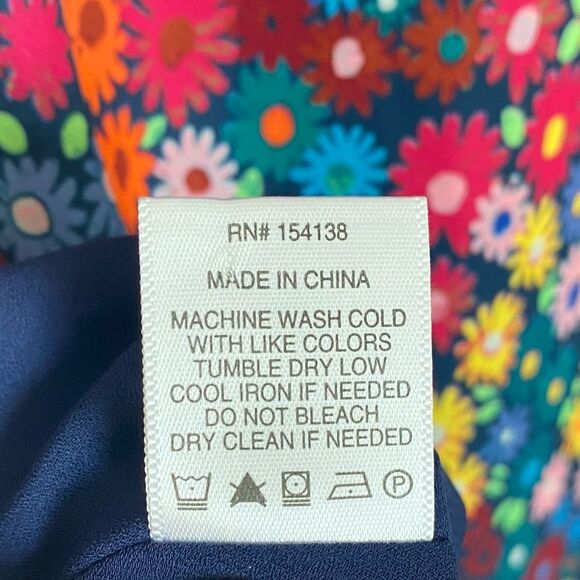 RN# 154138
MADE IN CHINA
MACHINE WASH COLD
WITH LIKE COLORS
TUMBLE DRY LOW
COOL IRON IF NEEDED
DO NOT BLEACH
DRY CLEAN IF NEEDED
P